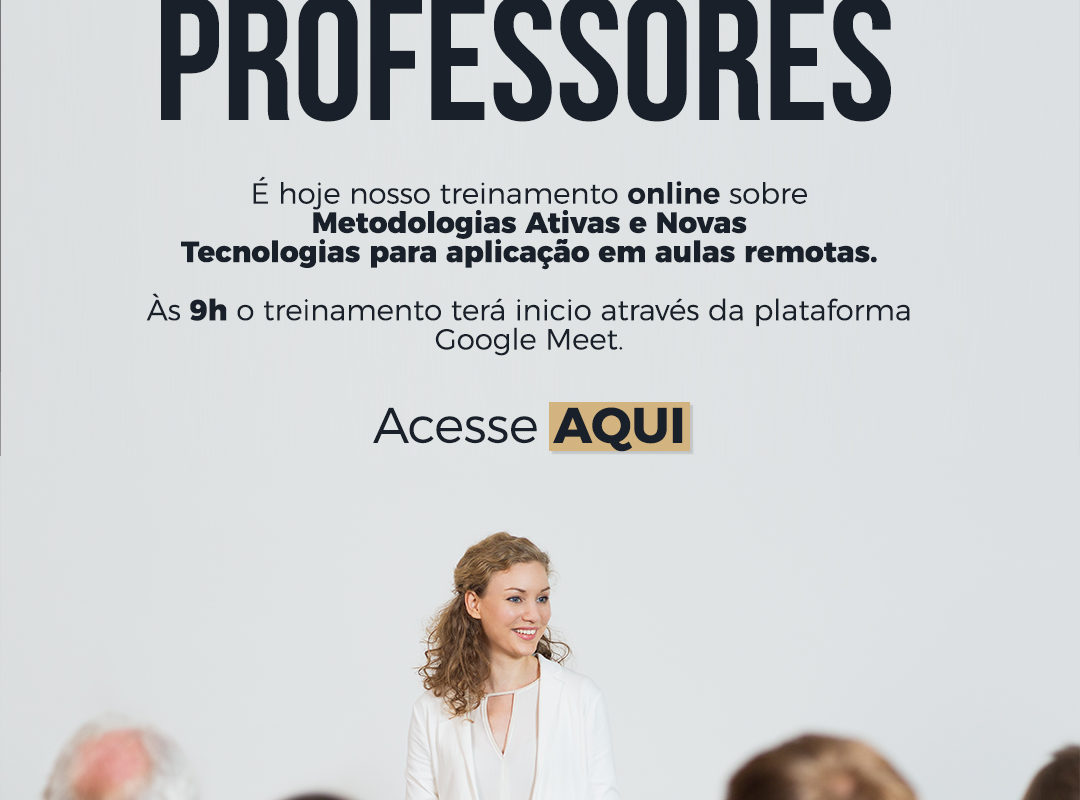 PROFESSORES
É hoje nosso treinamento online sobre
Metodologias Ativas e Novas
Tecnologias para aplicação em aulas remotas.
Às 9h o treinamento terá inicio através da plataforma
Google Meet.
Acesse AQUI